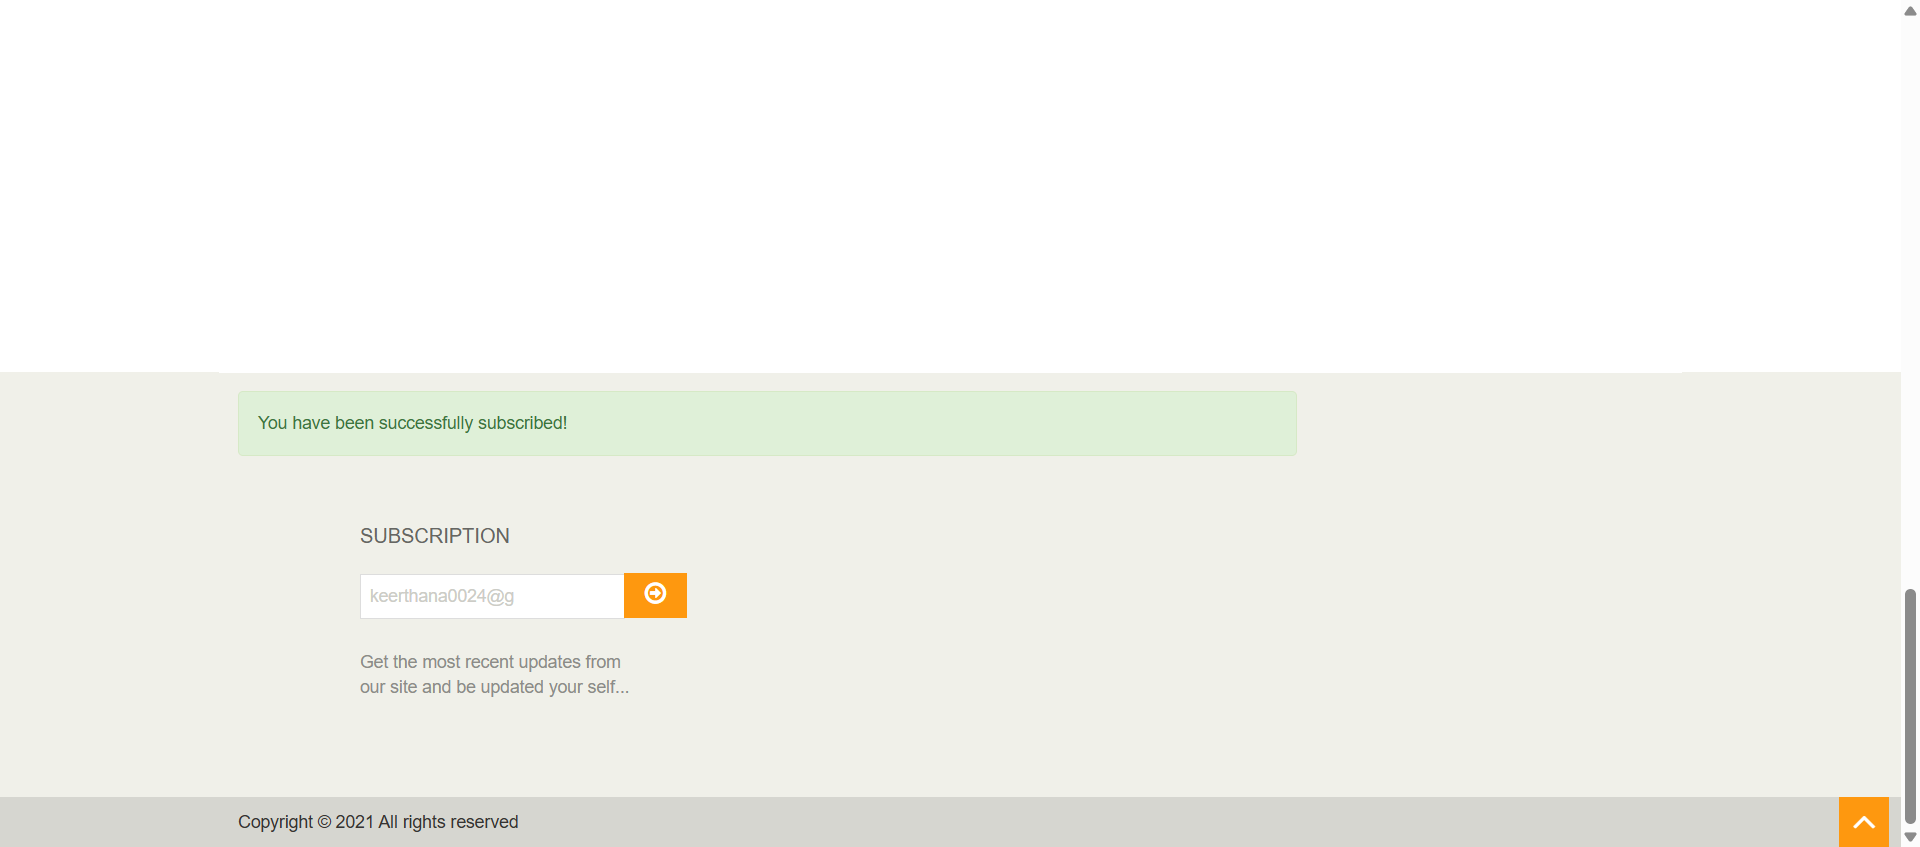 You have been successfully subscribed!
SUBSCRIPTION
keerthana0024@g
Get the most recent updates from
our site and be updated your self...
Copyright © 2021 All rights reserved